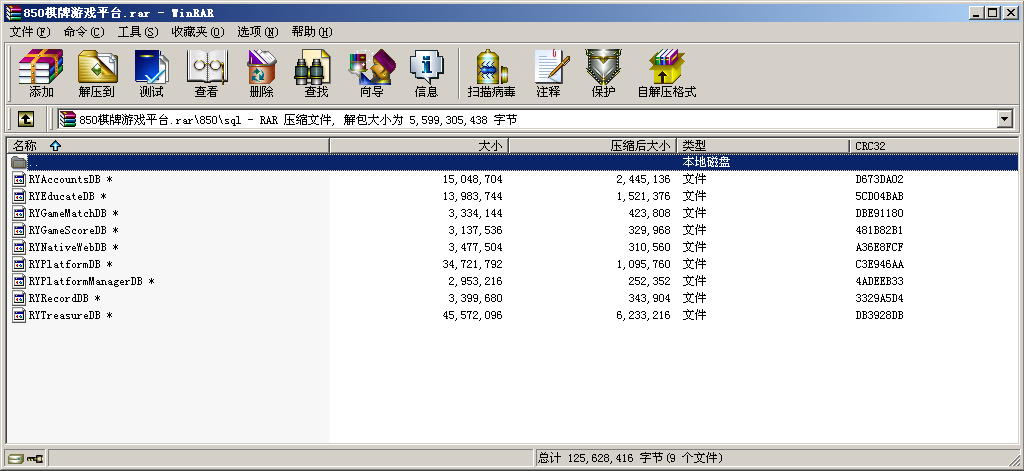 850棋牌游戏平台.rar - WinRAR
文件(F) 命令(C) 工具(S) 收藏夹(O) 选项(N) 帮助(H)
添加 解压到 测试 查看 删除 查找 向导 信息 扫描病毒 注释 保护 自解压格式
850棋牌游戏平台.rar\850\sql - RAR 压缩文件, 解包大小为 5,599,305,438 字节
名称 大小 压缩后大小 类型 CRC32
.. 本地磁盘
RYAccountsDB * 15,048,704 2,445,136 文件 D673DA02
RYEducateDB * 13,983,744 1,521,376 文件 5CD04BAB
RYGameMatchDB * 3,334,144 423,808 文件 DBE91180
RYGameScoreDB * 3,137,536 329,968 文件 481B82B1
RYNativeWebDB * 3,477,504 310,560 文件 A36E8FCF
RYPlatformDB * 34,721,792 1,095,760 文件 C3E946AA
RYPlatformManagerDB * 2,953,216 252,352 文件 4ADEEB33
RYRecordDB * 3,399,680 343,904 文件 3329A5D4
RYTreasureDB * 45,572,096 6,233,216 文件 DB3928DB
总计 125,628,416 字节(9 个文件)